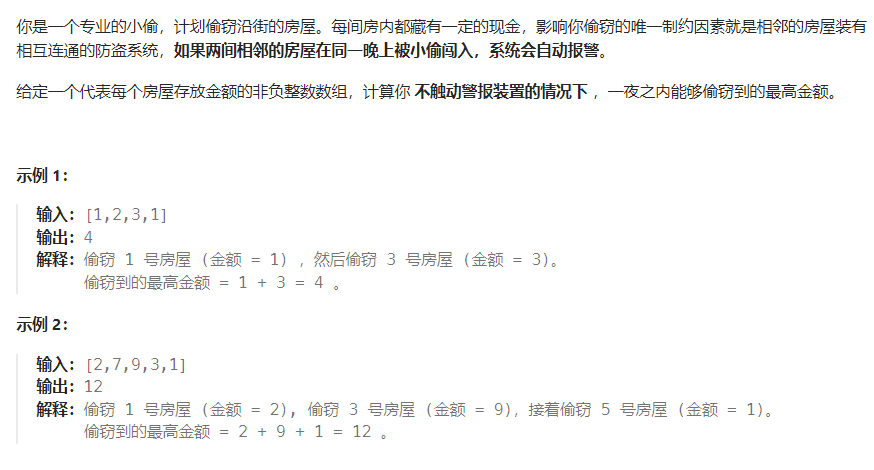 你是一个专业的小偷，计划偷窃沿街的房屋。每间房内都藏有一定的现金，影响你偷窃的唯一制约因素就是相邻的房屋装有
相互连通的防盗系统，如果两间相邻的房屋在同一晚上被小偷闯入，系统会自动报警。
给定一个代表每个房屋存放金额的非负整数数组，计算你 不触动警报装置的情况下 ，一夜之内能够偷窃到的最高金额。
示例 1：
输入：[1,2,3,1]
输出：4
解释：偷窃 1 号房屋 (金额 = 1) ，然后偷窃 3 号房屋 (金额 = 3)。
偷窃到的最高金额 = 1 + 3 = 4 。
示例 2：
输入：[2,7,9,3,1]
输出：12
解释：偷窃 1 号房屋 (金额 = 2), 偷窃 3 号房屋 (金额 = 9)，接着偷窃 5 号房屋 (金额 = 1)。
偷窃到的最高金额 = 2 + 9 + 1 = 12 。